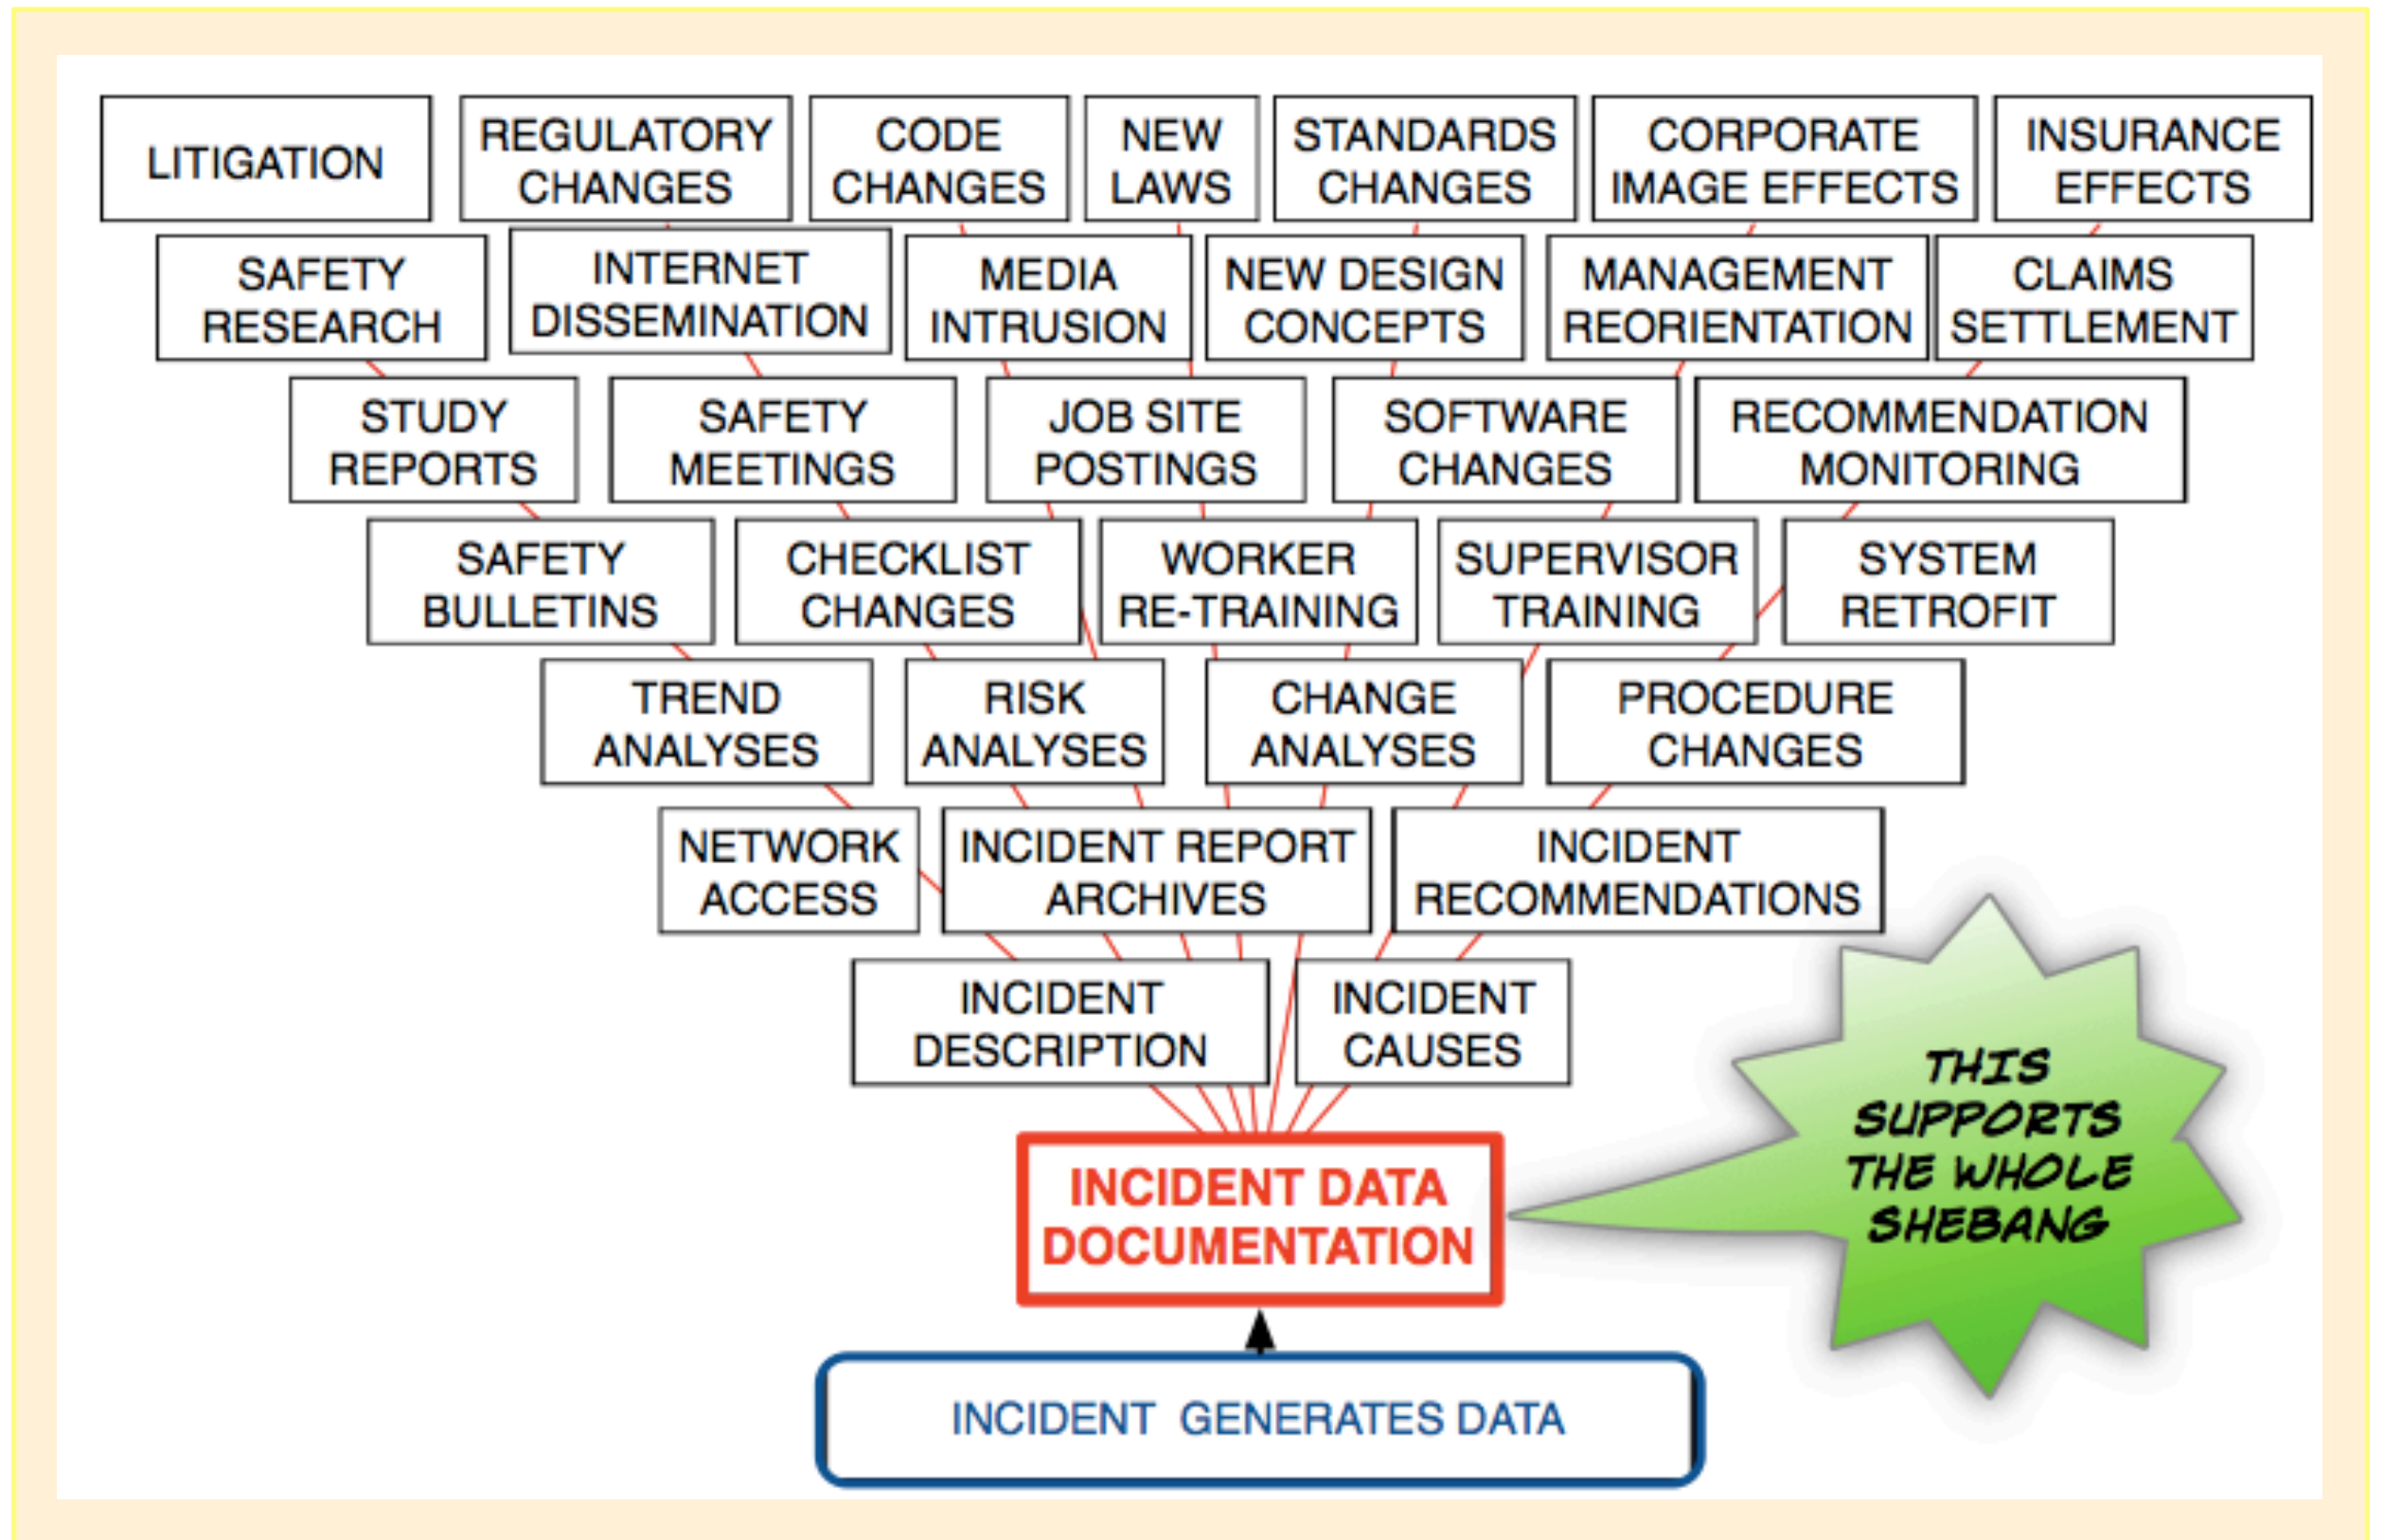 LITIGATION
REGULATORY
CHANGES
CODE
CHANGES
NEW
LAWS
STANDARDS
CHANGES
CORPORATE
IMAGE EFFECTS
INSURANCE
EFFECTS
SAFETY
RESEARCH
INTERNET
DISSEMINATION
MEDIA
INTRUSION
NEW DESIGN
CONCEPTS
MANAGEMENT
REORIENTATION
CLAIMS
SETTLEMENT
STUDY
REPORTS
SAFETY
MEETINGS
JOB SITE
POSTINGS
SOFTWARE
CHANGES
RECOMMENDATION
MONITORING
SAFETY
BULLETINS
CHECKLIST
CHANGES
WORKER
RE-TRAINING
SUPERVISOR
TRAINING
SYSTEM
RETROFIT
TREND
ANALYSES
RISK
ANALYSES
CHANGE
ANALYSES
PROCEDURE
CHANGES
NETWORK
ACCESS
INCIDENT REPORT
ARCHIVES
INCIDENT
RECOMMENDATIONS
INCIDENT
DESCRIPTION
INCIDENT
CAUSES
THIS
SUPPORTS
THE WHOLE
SHEBANG
INCIDENT DATA
DOCUMENTATION
INCIDENT GENERATES DATA